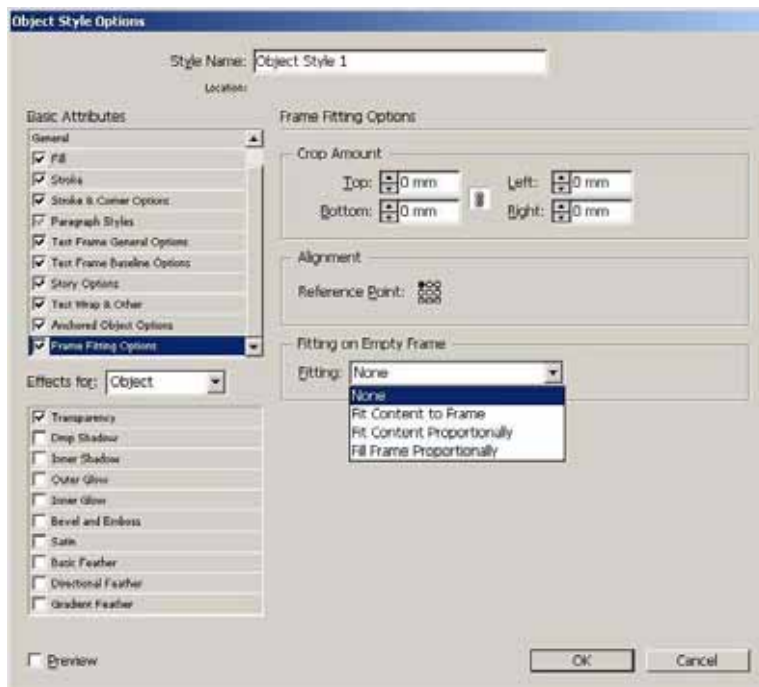 Object Style Options
Style Name: Object Style 1
Location:
Basic Attributes
General
Fill
Stroke
Stroke & Corner Options
Paragraph Styles
Text Frame General Options
Text Frame Baseline Options
Story Options
Text Wrap & Other
Anchored Object Options
Frame Fitting Options
Effects for: Object
Transparency
Drop Shadow
Inner Shadow
Outer Glow
Inner Glow
Bevel and Emboss
Satin
Basic Feather
Directional Feather
Gradient Feather
Preview
Frame Fitting Options
Crop Amount
Top: 0 mm Left: 0 mm
Bottom: 0 mm Right: 0 mm
Alignment
Reference Point:
Fitting on Empty Frame
Fitting: None
None
Fit Content to Frame
Fit Content Proportionally
Fill Frame Proportionally
OK Cancel